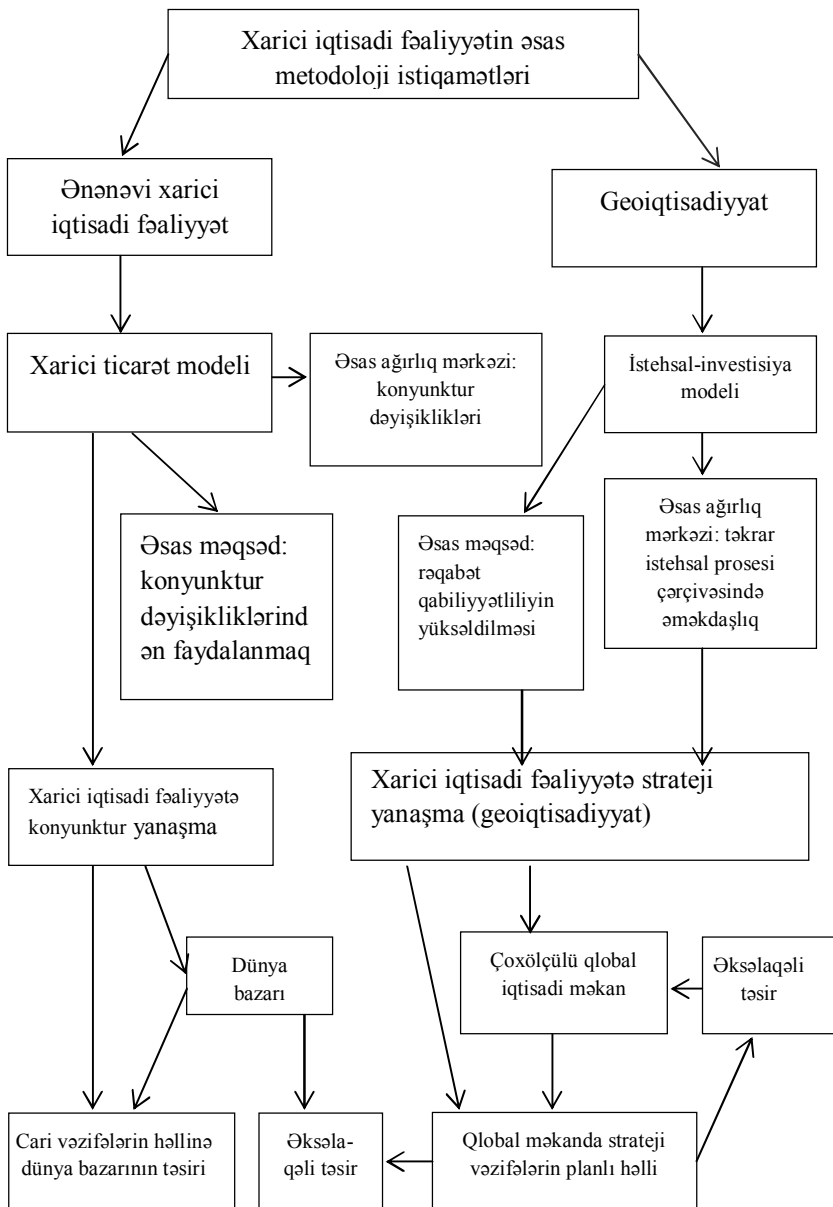 Xarici iqtisadi fəaliyyətin əsas
metodoloji istiqamətləri
Ənənəvi xarici
iqtisadi fəaliyyət
Geoiqtisadiyyat
Xarici ticarət modeli
Əsas ağırlıq mərkəzi:
konyunktur
dəyişiklikləri
İstehsal-investisiya
modeli
Əsas məqsəd:
konyunktur
dəyişikliklərind
ən faydalanmaq
Əsas məqsəd:
rəqabət
qabiliyyətliliyin
yüksəldilməsi
Əsas ağırlıq
mərkəzi: təkrar
istehsal prosesi
çərçivəsində
əməkdaşlıq
Xarici iqtisadi fəaliyyətə
konyunktur yanaşma
Xarici iqtisadi fəaliyyətə strateji
yanaşma (geoiqtisadiyyat)
Dünya
bazarı
Çoxölçülü qlobal
iqtisadi məkan
Əksəlaqəli
təsir
Cari vəzifələrin həllinə
dünya bazarının təsiri
Əksəla-
qəli təsir
Qlobal məkanda strateji
vəzifələrin planlı həlli